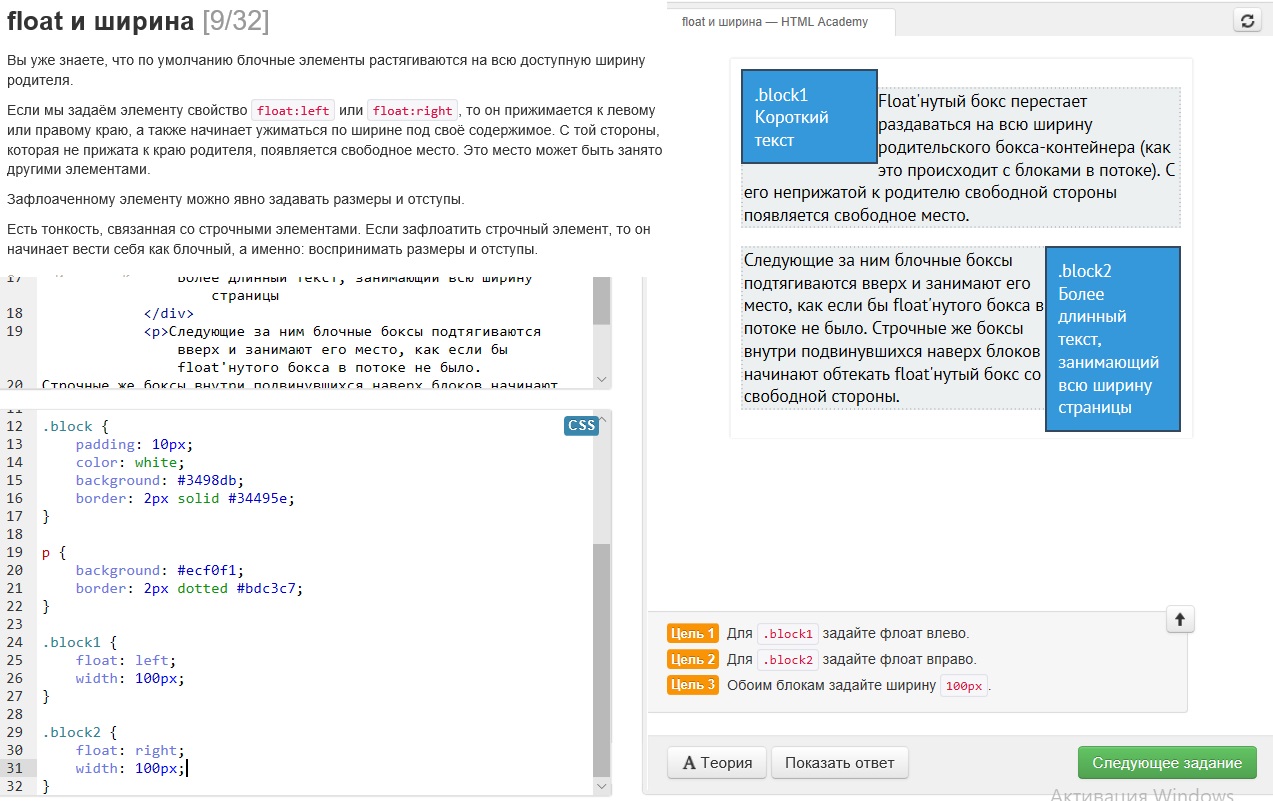 float и ширина [9/32]
Вы уже знаете, что по умолчанию блочные элементы растягиваются на всю доступную ширину
родителя.
Если мы задаём элементу свойство float:left или float:right, то он прижимается к левому
или правому краю, а также начинает ужиматься по ширине под своё содержимое. С той стороны,
которая не прижата к краю родителя, появляется свободное место. Это место может быть занято
другими элементами.
Зафлоаченному элементу можно явно задавать размеры и отступы.
Есть тонкость, связанная со строчными элементами. Если зафлоатить строчный элемент, то он
начинает вести себя как блочный, а именно: воспринимать размеры и отступы.
17 Более длинный текст, занимающий всю ширину
страницы
18 </div>
19 <p>Следующие за ним блочные боксы подтягиваются
вверх и занимают его место, как если бы
float'нутого бокса в потоке не было.
20 Строчные же боксы внутри подвинувшихся наверх блоков начинают
CSS
11
12 .block {
13 padding: 10px;
14 color: white;
15 background: #3498db;
16 border: 2px solid #34495e;
17 }
18
19 p {
20 background: #ecf0f1;
21 border: 2px dotted #bdc3c7;
22 }
23
24 .block1 {
25 float: left;
26 width: 100px;
27 }
28
29 .block2 {
30 float: right;
31 width: 100px;
32 }
float и ширина — HTML Academy
.block1
Короткий
текст
Float'нутый бокс перестает
раздаваться на всю ширину
родительского бокса-контейнера (как
это происходит с блоками в потоке). С
его неприжатой к родителю свободной стороны
появляется свободное место.
Следующие за ним блочные боксы
подтягиваются вверх и занимают его
место, как если бы float'нутого бокса в
потоке не было. Строчные же боксы
внутри подвинувшихся наверх блоков
начинают обтекать float'нутый бокс со
свободной стороны.
.block2
Более
длинный
текст,
занимающий
всю ширину
страницы
Цель 1 Для .block1 задайте флоат влево.
Цель 2 Для .block2 задайте флоат вправо.
Цель 3 Обоим блокам задайте ширину 100px.
A Теория
Показать ответ
Следующее задание
Активация Windows